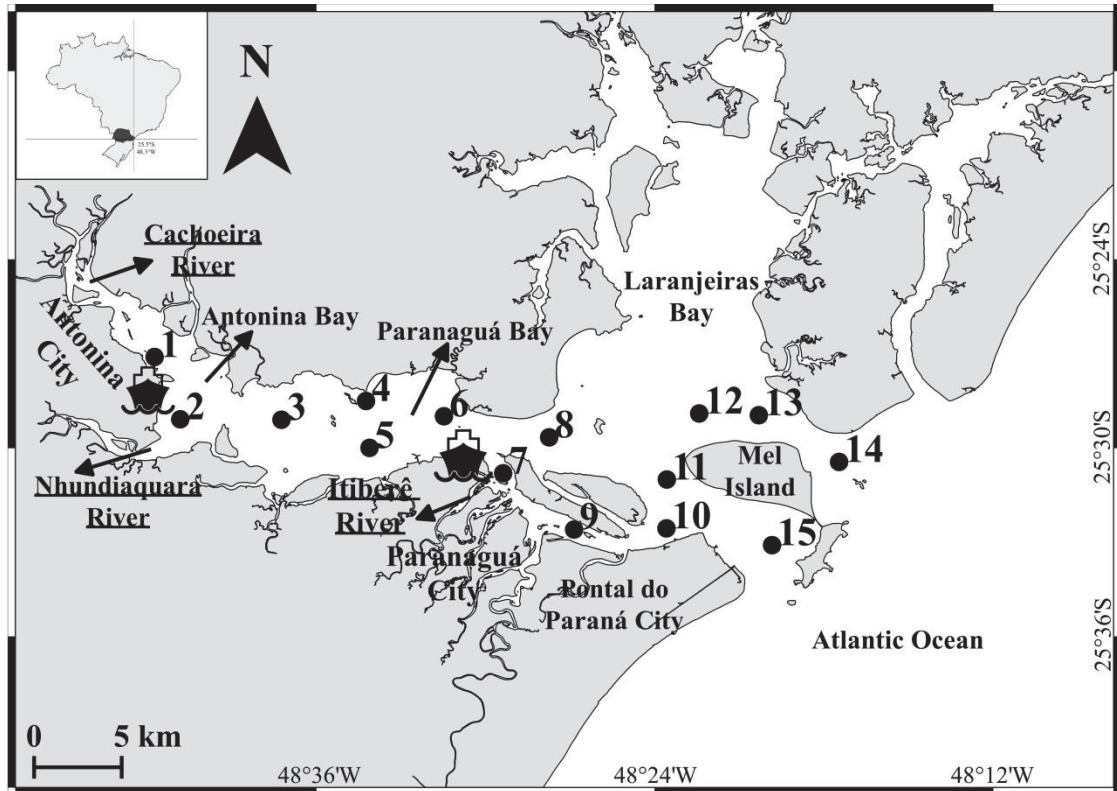 N
25.5°S
48.5°W
Cachoeira
River
Antonina
City
Antonina Bay
Paranaguá Bay
Laranjeiras
Bay
25°24'S
1
2
3
4
5
6
7
8
9
10
11
12
13
14
15
Mel
Island
25°30'S
Nhundiaquara
River
Itiberê
River
Paranaguá
City
Pontal do
Paraná City
Atlantic Ocean
25°36'S
0 5 km
48°36'W
48°24'W
48°12'W